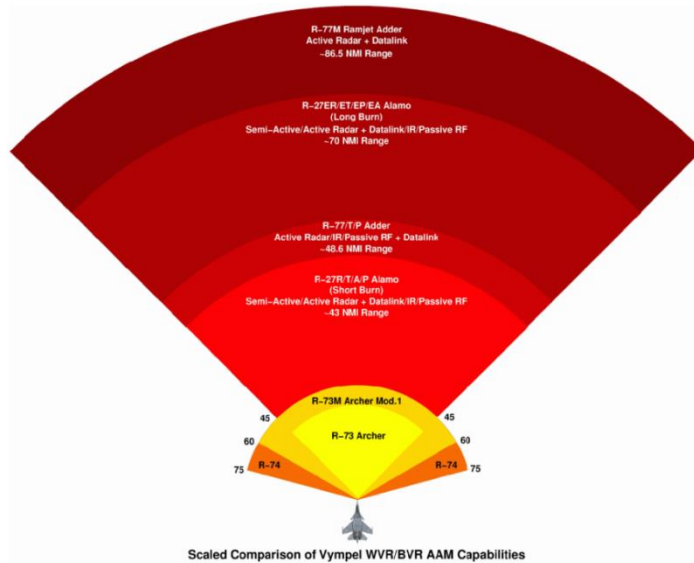 R-77M Ramjet Adder
Active Radar + Datalink
~86.5 NMI Range
R-27ER/ET/EP/EA Alamo
(Long Burn)
Semi-Active/Active Radar + Datalink/IR/Passive RF
~70 NMI Range
R-77/T/P Adder
Active Radar/IR/Passive RF + Datalink
~48.6 NMI Range
R-27R/T/A/P Alamo
(Short Burn)
Semi-Active/Active Radar + Datalink/IR/Passive RF
~43 NMI Range
R-73M Archer Mod.1
45
45
R-73 Archer
60
60
R-74
R-74
75
75
Scaled Comparison of Vympel WVR/BVR AAM Capabilities